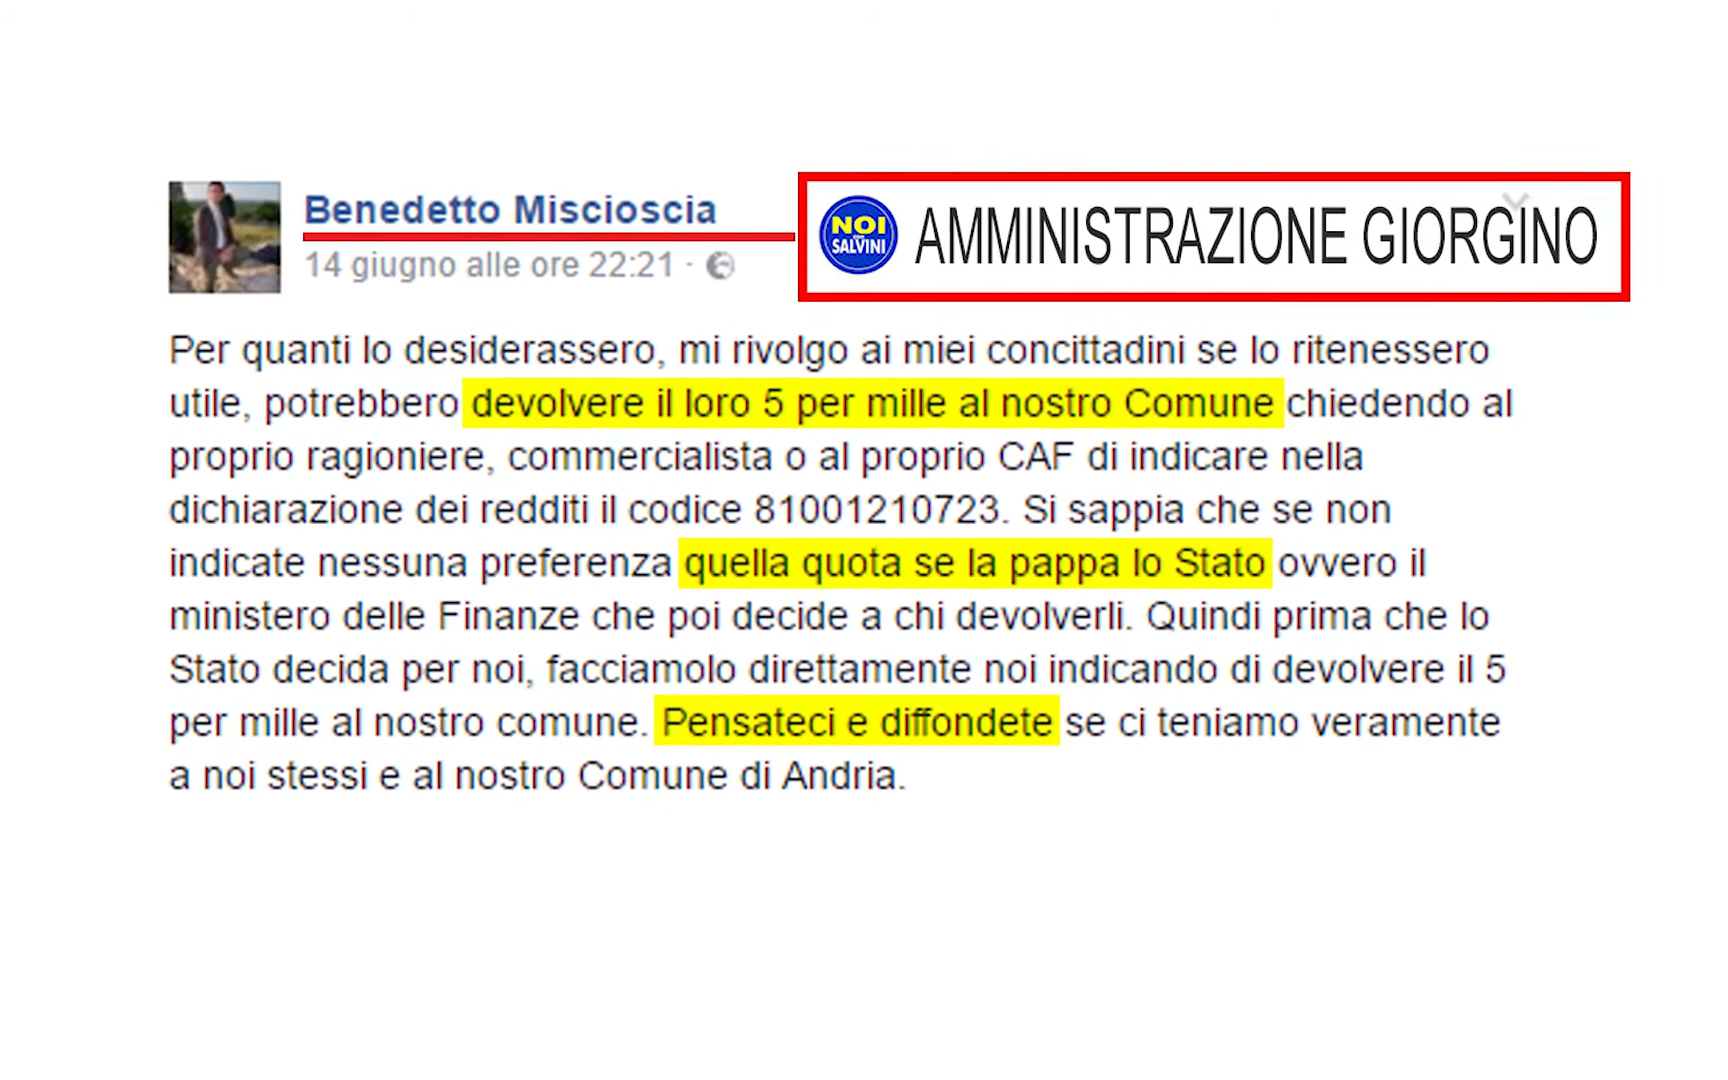 Benedetto Miscioscia
14 giugno alle ore 22:21 ·
NOI
con
SALVINI
AMMINISTRAZIONE GIORGINO
Per quanti lo desiderassero, mi rivolgo ai miei concittadini se lo ritenessero
utile, potrebbero devolvere il loro 5 per mille al nostro Comune chiedendo al
proprio ragioniere, commercialista o al proprio CAF di indicare nella
dichiarazione dei redditi il codice 81001210723. Si sappia che se non
indicate nessuna preferenza quella quota se la pappa lo Stato ovvero il
ministero delle Finanze che poi decide a chi devolverli. Quindi prima che lo
Stato decida per noi, facciamolo direttamente noi indicando di devolvere il 5
per mille al nostro comune. Pensateci e diffondete se ci teniamo veramente
a noi stessi e al nostro Comune di Andria.